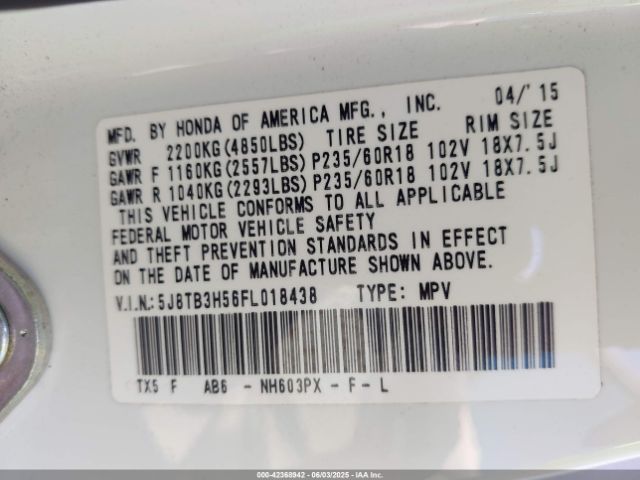 MFD. BY HONDA OF AMERICA MFG., INC. 04/'15
GVWR 2200KG(4850LBS) TIRE SIZE RIM SIZE
GAWR F 1160KG(2557LBS) P235/60R18 102V 18X7.5J
GAWR R 1040KG(2293LBS) P235/60R18 102V 18X7.5J
THIS VEHICLE CONFORMS TO ALL APPLICABLE
FEDERAL MOTOR VEHICLE SAFETY
AND THEFT PREVENTION STANDARDS IN EFFECT
ON THE DATE OF MANUFACTURE SHOWN ABOVE.
V.I.N.: 5J8TB3H56FL018438 TYPE: MPV
TX5 F AB6 - NH603PX - F - L
000-42368942 - 06/03/2025 - IAA Inc.